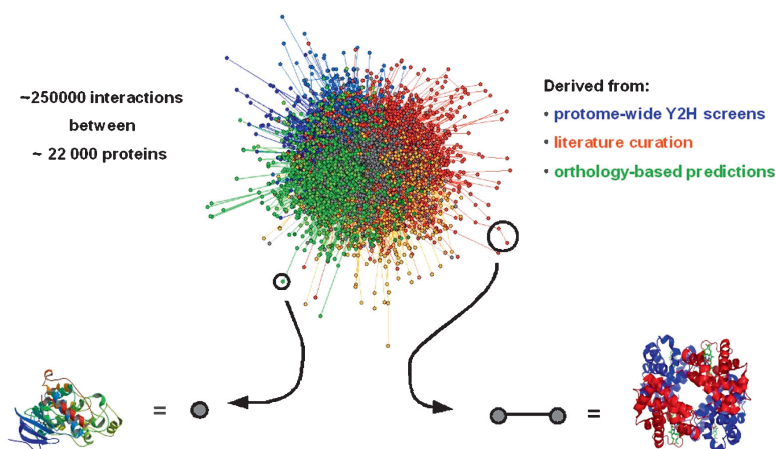 ~250000 interactions
between
~ 22 000 proteins
Derived from:
• protome-wide Y2H screens
• literature curation
• orthology-based predictions
=
=